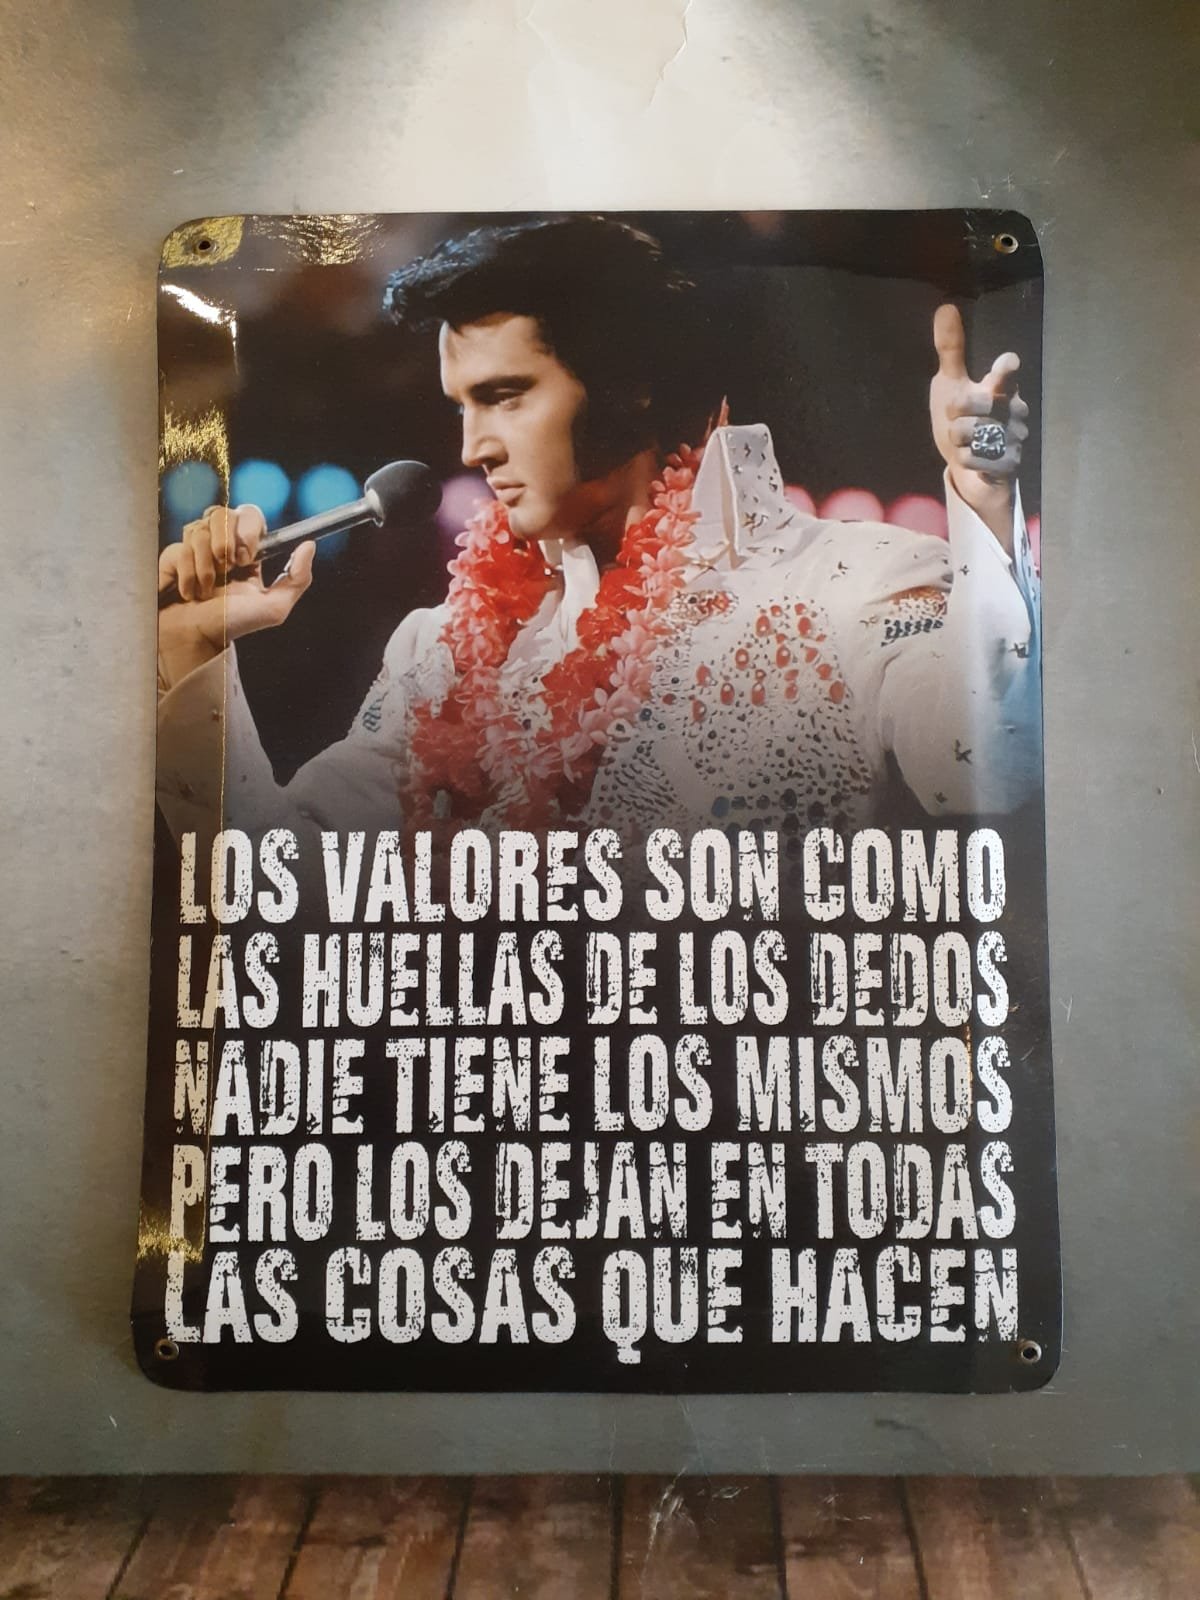 LOS VALORES SON COMO
LAS HUELLAS DE LOS DEDOS
NADIE TIENE LOS MISMOS
PERO LOS DEJAN EN TODAS
LAS COSAS QUE HACEN